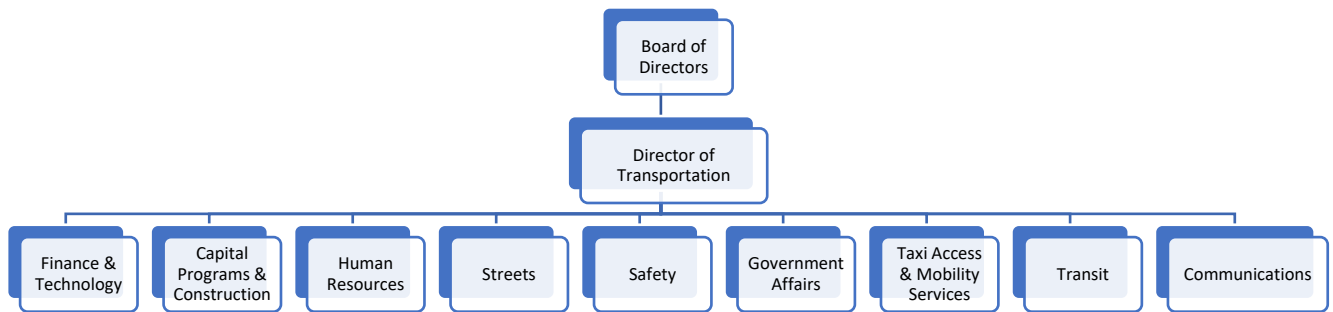 Board of
Directors
Director of
Transportation
Finance &
Technology
Capital
Programs &
Construction
Human
Resources
Streets
Safety
Government
Affairs
Taxi Access
& Mobility
Services
Transit
Communications